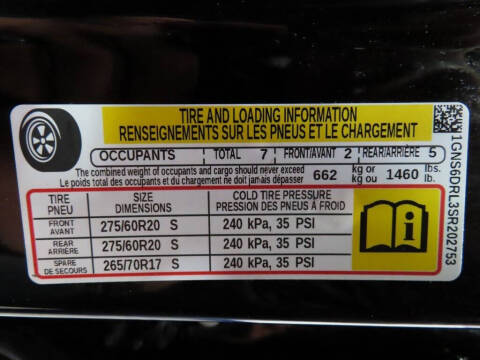 TIRE AND LOADING INFORMATION
RENSEIGNEMENTS SUR LES PNEUS ET LE CHARGEMENT
OCCUPANTS TOTAL 7 FRONT/AVANT 2 REAR/ARRIÈRE 5
The combined weight of occupants and cargo should never exceed 662 kg or 1460 lbs.
Le poids total des occupants et du chargement ne doit jamais dépasser kg ou lb.
TIRE SIZE COLD TIRE PRESSURE
PNEU DIMENSIONS PRESSION DES PNEUS À FROID
FRONT
AVANT 275/60R20 S 240 kPa, 35 PSI
REAR
ARRIÈRE 275/60R20 S 240 kPa, 35 PSI
SPARE
DE SECOURS 265/70R17 S 240 kPa, 35 PSI
1GNS6DRL3SR202753